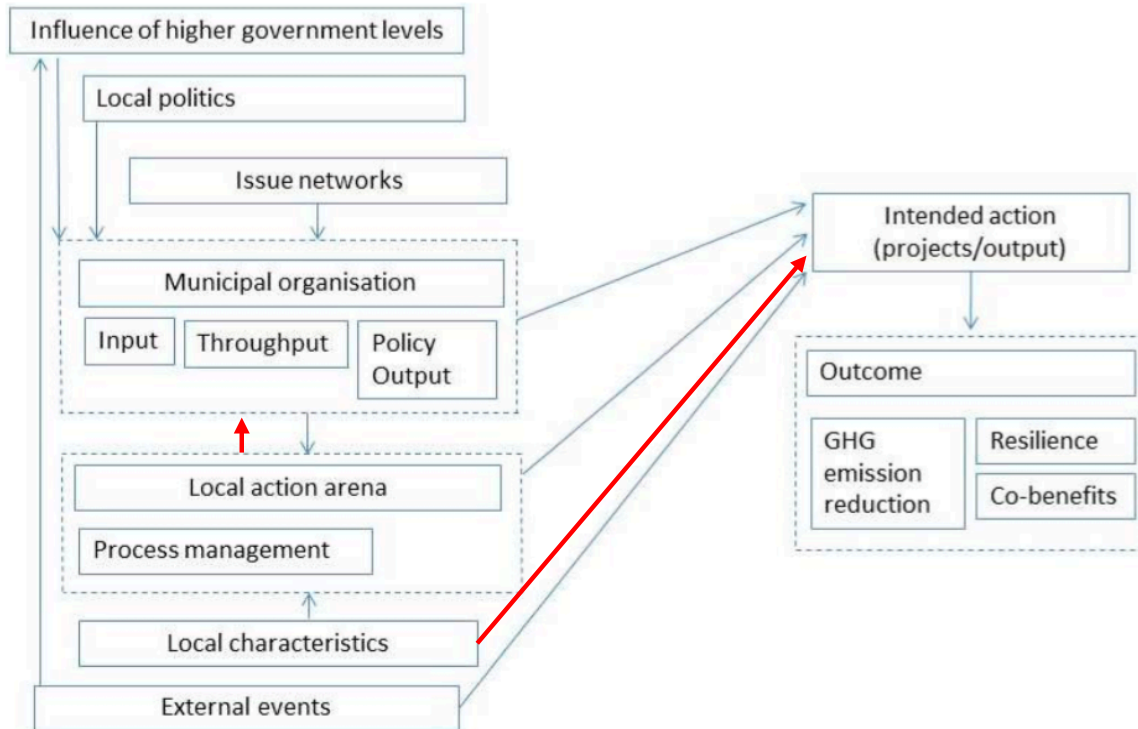 Influence of higher government levels
Local politics
Issue networks
Municipal organisation
Input
Throughput
Policy
Output
Local action arena
Process management
Local characteristics
External events
Intended action
(projects/output)
Outcome
GHG
emission
reduction
Resilience
Co-benefits